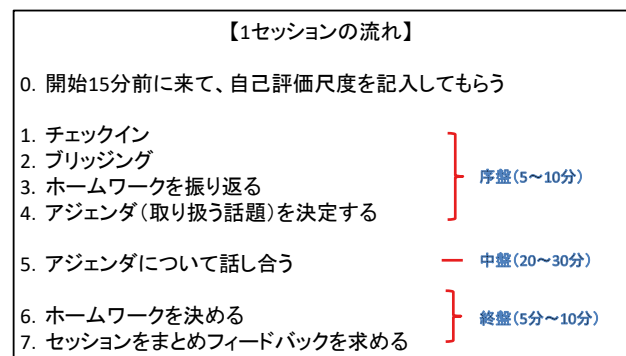 【1セッションの流れ】
0. 開始15分前に来て、自己評価尺度を記入してもらう
1. チェックイン
2. ブリッジング
3. ホームワークを振り返る
4. アジェンダ（取り扱う話題）を決定する
序盤（5～10分）
5. アジェンダについて話し合う
中盤（20～30分）
6. ホームワークを決める
7. セッションをまとめフィードバックを求める
終盤（5分～10分）